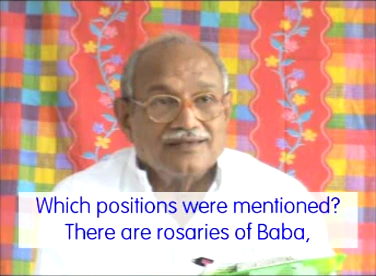 Which positions were mentioned?
There are rosaries of Baba,